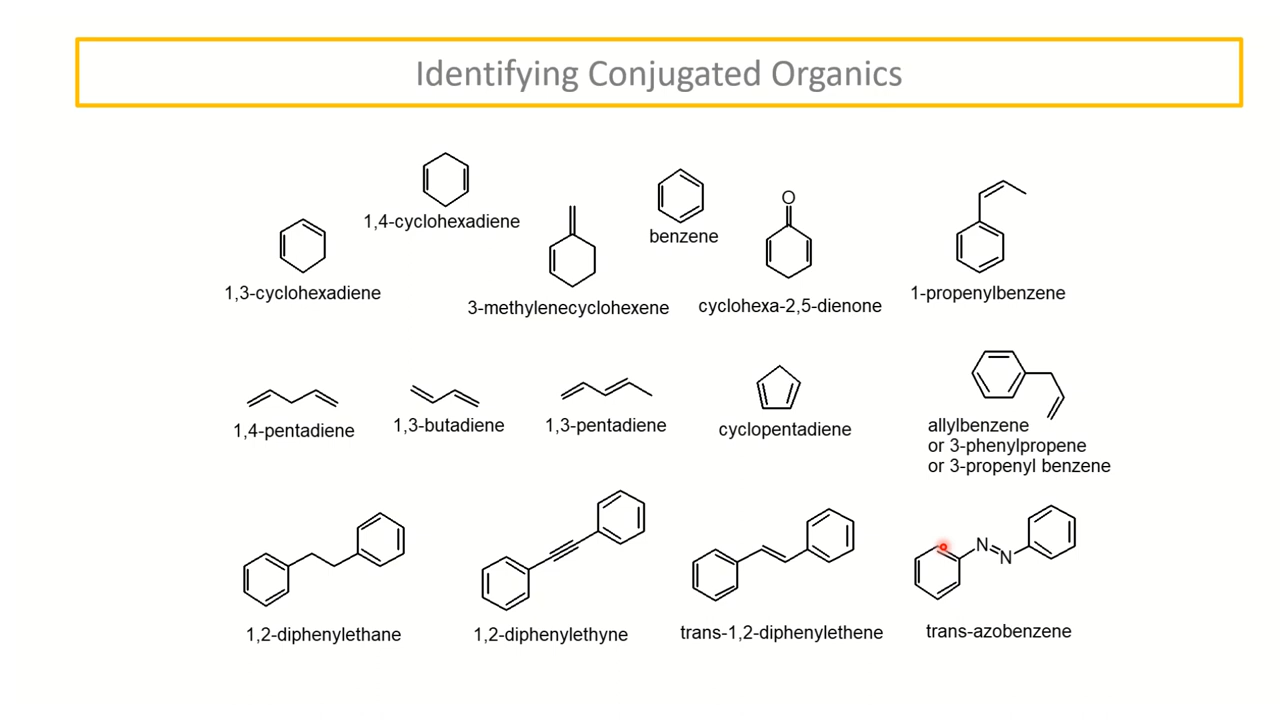 Identifying Conjugated Organics
1,4-cyclohexadiene
O
benzene
1,3-cyclohexadiene
3-methylenecyclohexene
cyclohexa-2,5-dienone
1-propenylbenzene
1,4-pentadiene
1,3-butadiene
1,3-pentadiene
cyclopentadiene
allylbenzene
or 3-phenylpropene
or 3-propenyl benzene
N
N
1,2-diphenylethane
1,2-diphenylethyne
trans-1,2-diphenylethene
trans-azobenzene